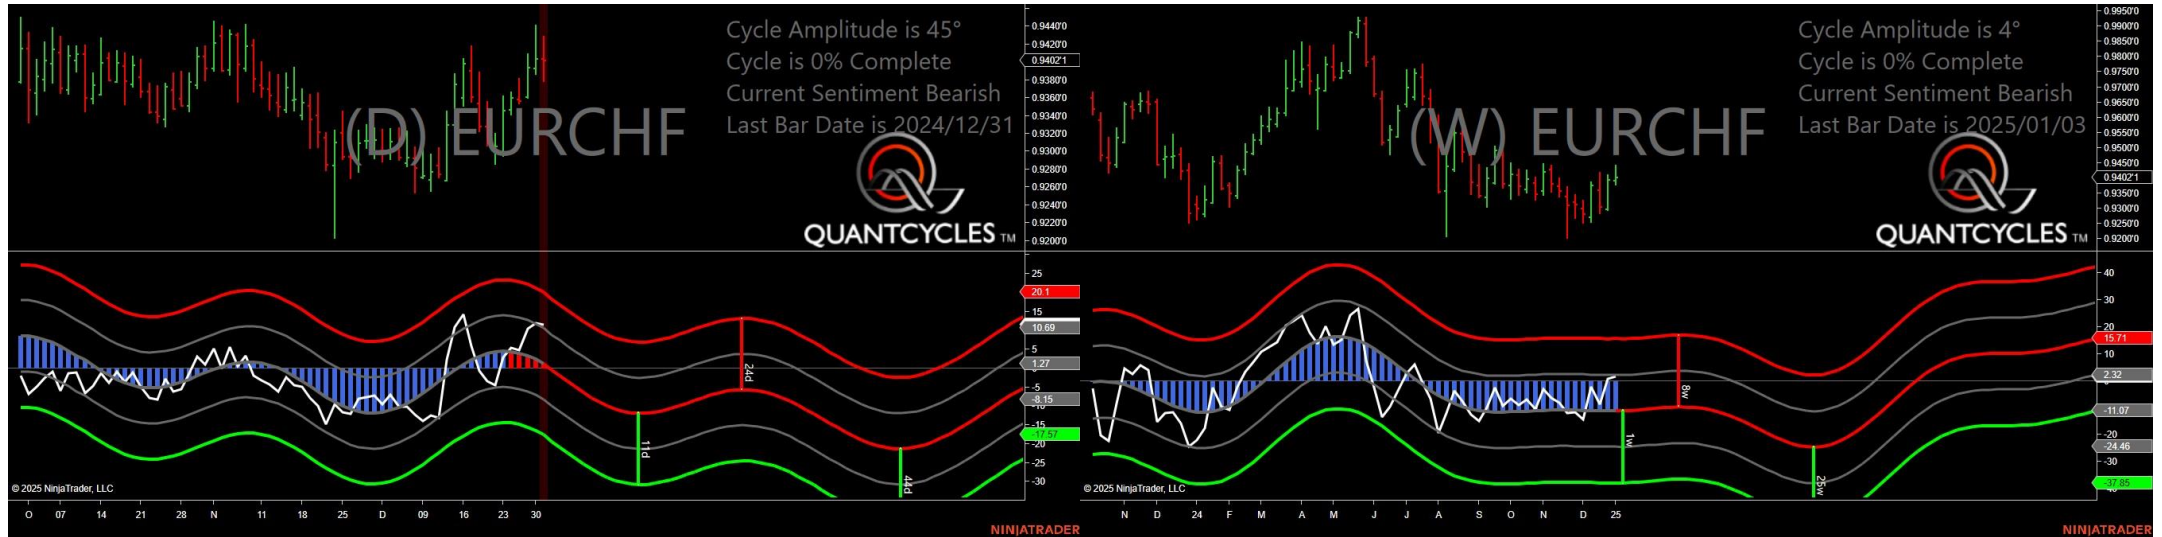 Cycle Amplitude is 45°
Cycle is 0% Complete
Current Sentiment Bearish
Last Bar Date is 2024/12/31
(D) EURCHF
QUANTCYCLES TM
0.9440'0
0.9420'0
0.9402'1
0.9380'0
0.9360'0
0.9340'0
0.9320'0
0.9300'0
0.9280'0
0.9260'0
0.9240'0
0.9220'0
0.9200'0
25
20.1
15
10.69
5
1.27
-5
-8.15
-15
-17.57
-20
-25
-30
11d
24d
44d
© 2025 NinjaTrader, LLC
O 07 14 21 28 N 11 18 25 D 09 16 23 30
NINJATRADER
Cycle Amplitude is 4°
Cycle is 0% Complete
Current Sentiment Bearish
Last Bar Date is 2025/01/03
(W) EURCHF
QUANTCYCLES TM
0.9950'0
0.9900'0
0.9850'0
0.9800'0
0.9750'0
0.9700'0
0.9650'0
0.9600'0
0.9550'0
0.9500'0
0.9450'0
0.9402'1
0.9350'0
0.9300'0
0.9250'0
0.9200'0
40
30
20
15.71
10
2.32
-11.07
-20
-24.46
-30
-37.85
8w
1w
25w
© 2025 NinjaTrader, LLC
N D 24 F M A M J J A S O N D 25
NINJATRADER